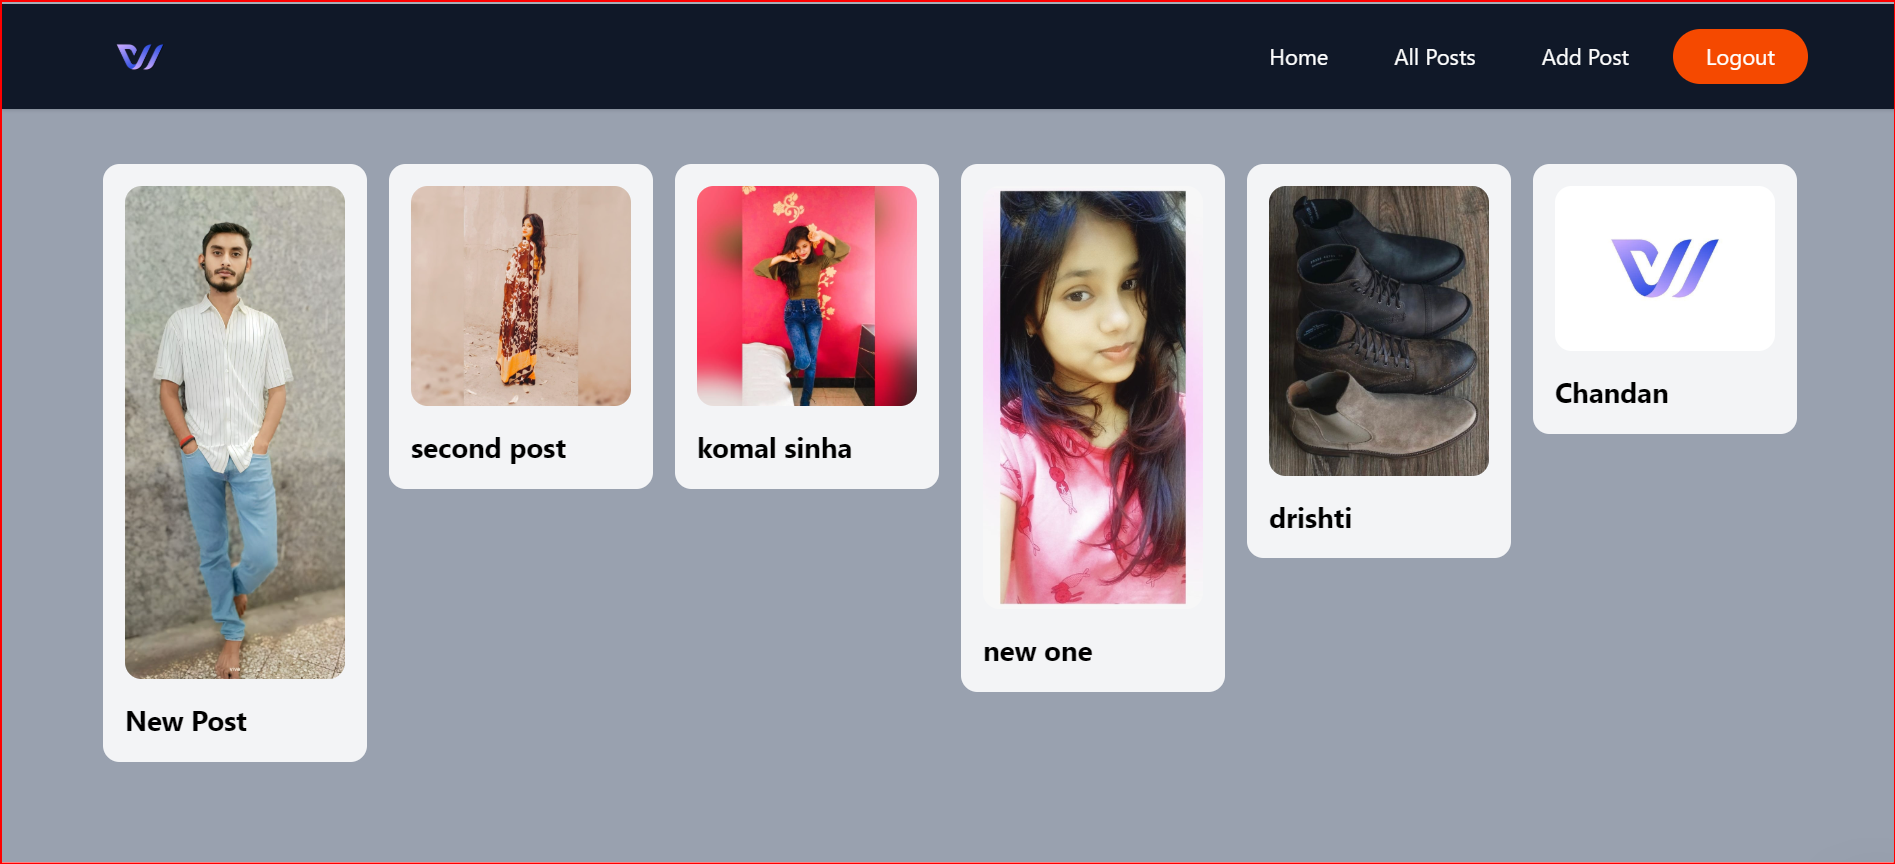 Home
All Posts
Add Post
Logout
New Post
second post
komal sinha
new one
drishti
Chandan